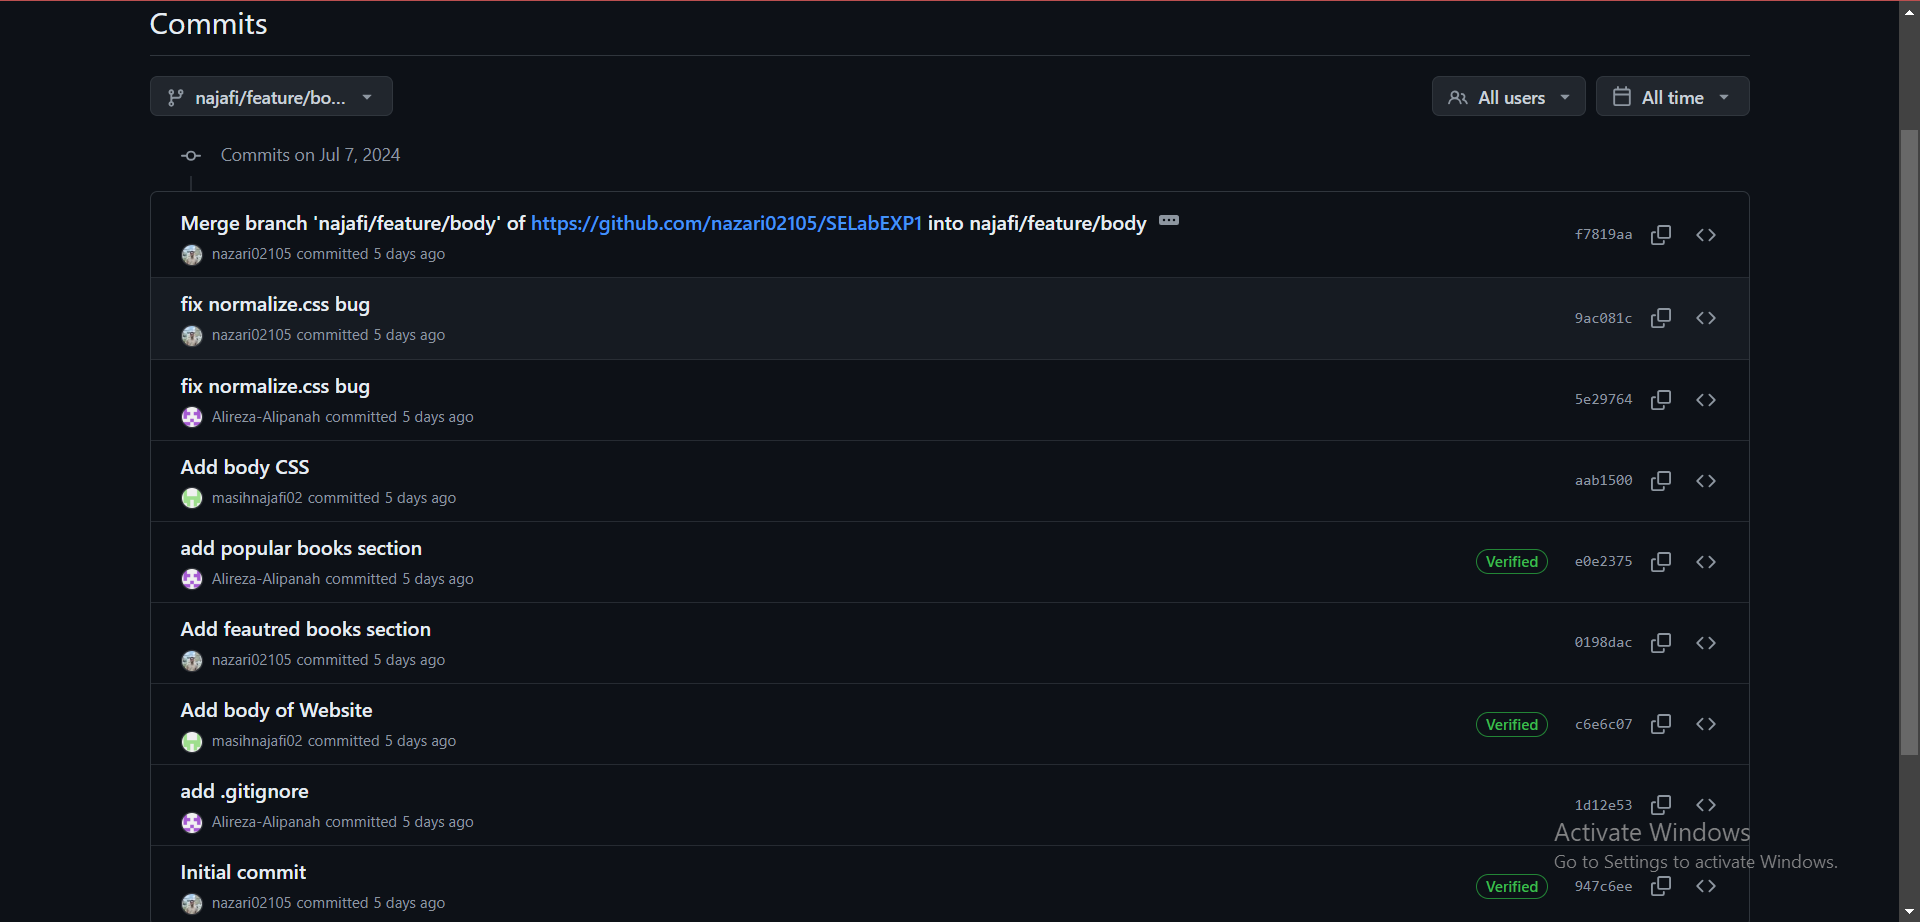 Commits
najafi/feature/bo...
All users
All time
Commits on Jul 7, 2024
Merge branch 'najafi/feature/body' of https://github.com/nazari02105/SELabEXP1 into najafi/feature/body
nazari02105 committed 5 days ago
f7819aa
fix normalize.css bug
nazari02105 committed 5 days ago
9ac081c
fix normalize.css bug
Alireza-Alipanah committed 5 days ago
5e29764
Add body CSS
masihnajafi02 committed 5 days ago
aab1500
add popular books section
Alireza-Alipanah committed 5 days ago
Verified
e0e2375
Add feautred books section
nazari02105 committed 5 days ago
0198dac
Add body of Website
masihnajafi02 committed 5 days ago
Verified
c6e6c07
add .gitignore
Alireza-Alipanah committed 5 days ago
1d12e53
Initial commit
nazari02105 committed 5 days ago
Verified
947c6ee
Activate Windows
Go to Settings to activate Windows.